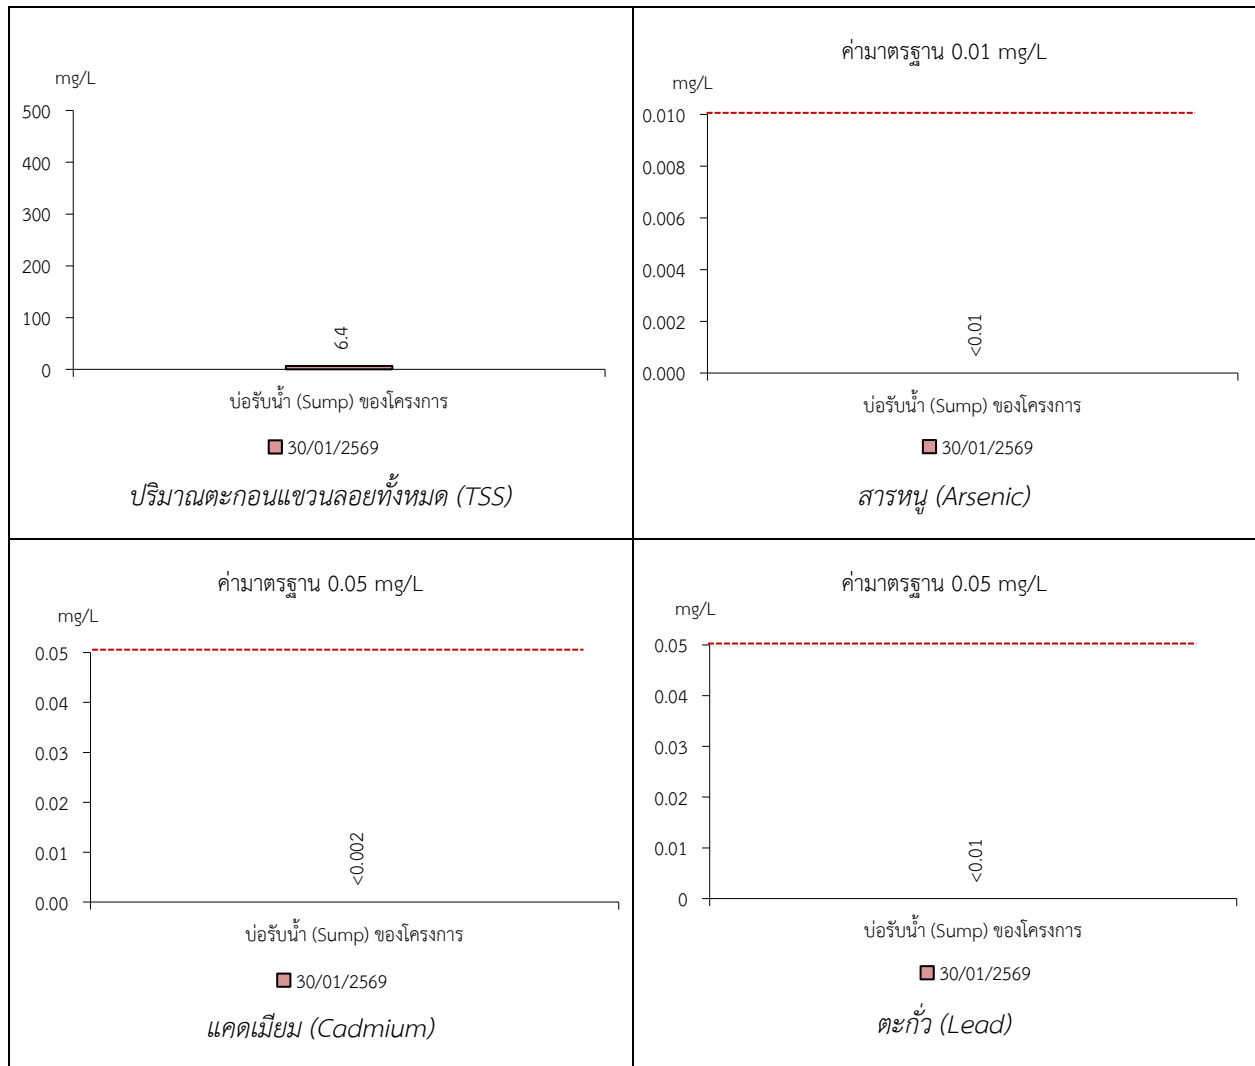 mg/L
500
400
300
200
100
0
6.4
บ่อรับน้ำ (Sump) ของโครงการ
30/01/2569
ปริมาณตะกอนแขวนลอยทั้งหมด (TSS)
ค่ามาตรฐาน 0.01 mg/L
mg/L
0.010
0.008
0.006
0.004
0.002
0.000
<0.01
บ่อรับน้ำ (Sump) ของโครงการ
30/01/2569
สารหนู (Arsenic)
ค่ามาตรฐาน 0.05 mg/L
mg/L
0.05
0.04
0.03
0.02
0.01
0.00
<0.002
บ่อรับน้ำ (Sump) ของโครงการ
30/01/2569
แคดเมียม (Cadmium)
ค่ามาตรฐาน 0.05 mg/L
mg/L
0.05
0.04
0.03
0.02
0.01
0
<0.01
บ่อรับน้ำ (Sump) ของโครงการ
30/01/2569
ตะกั่ว (Lead)